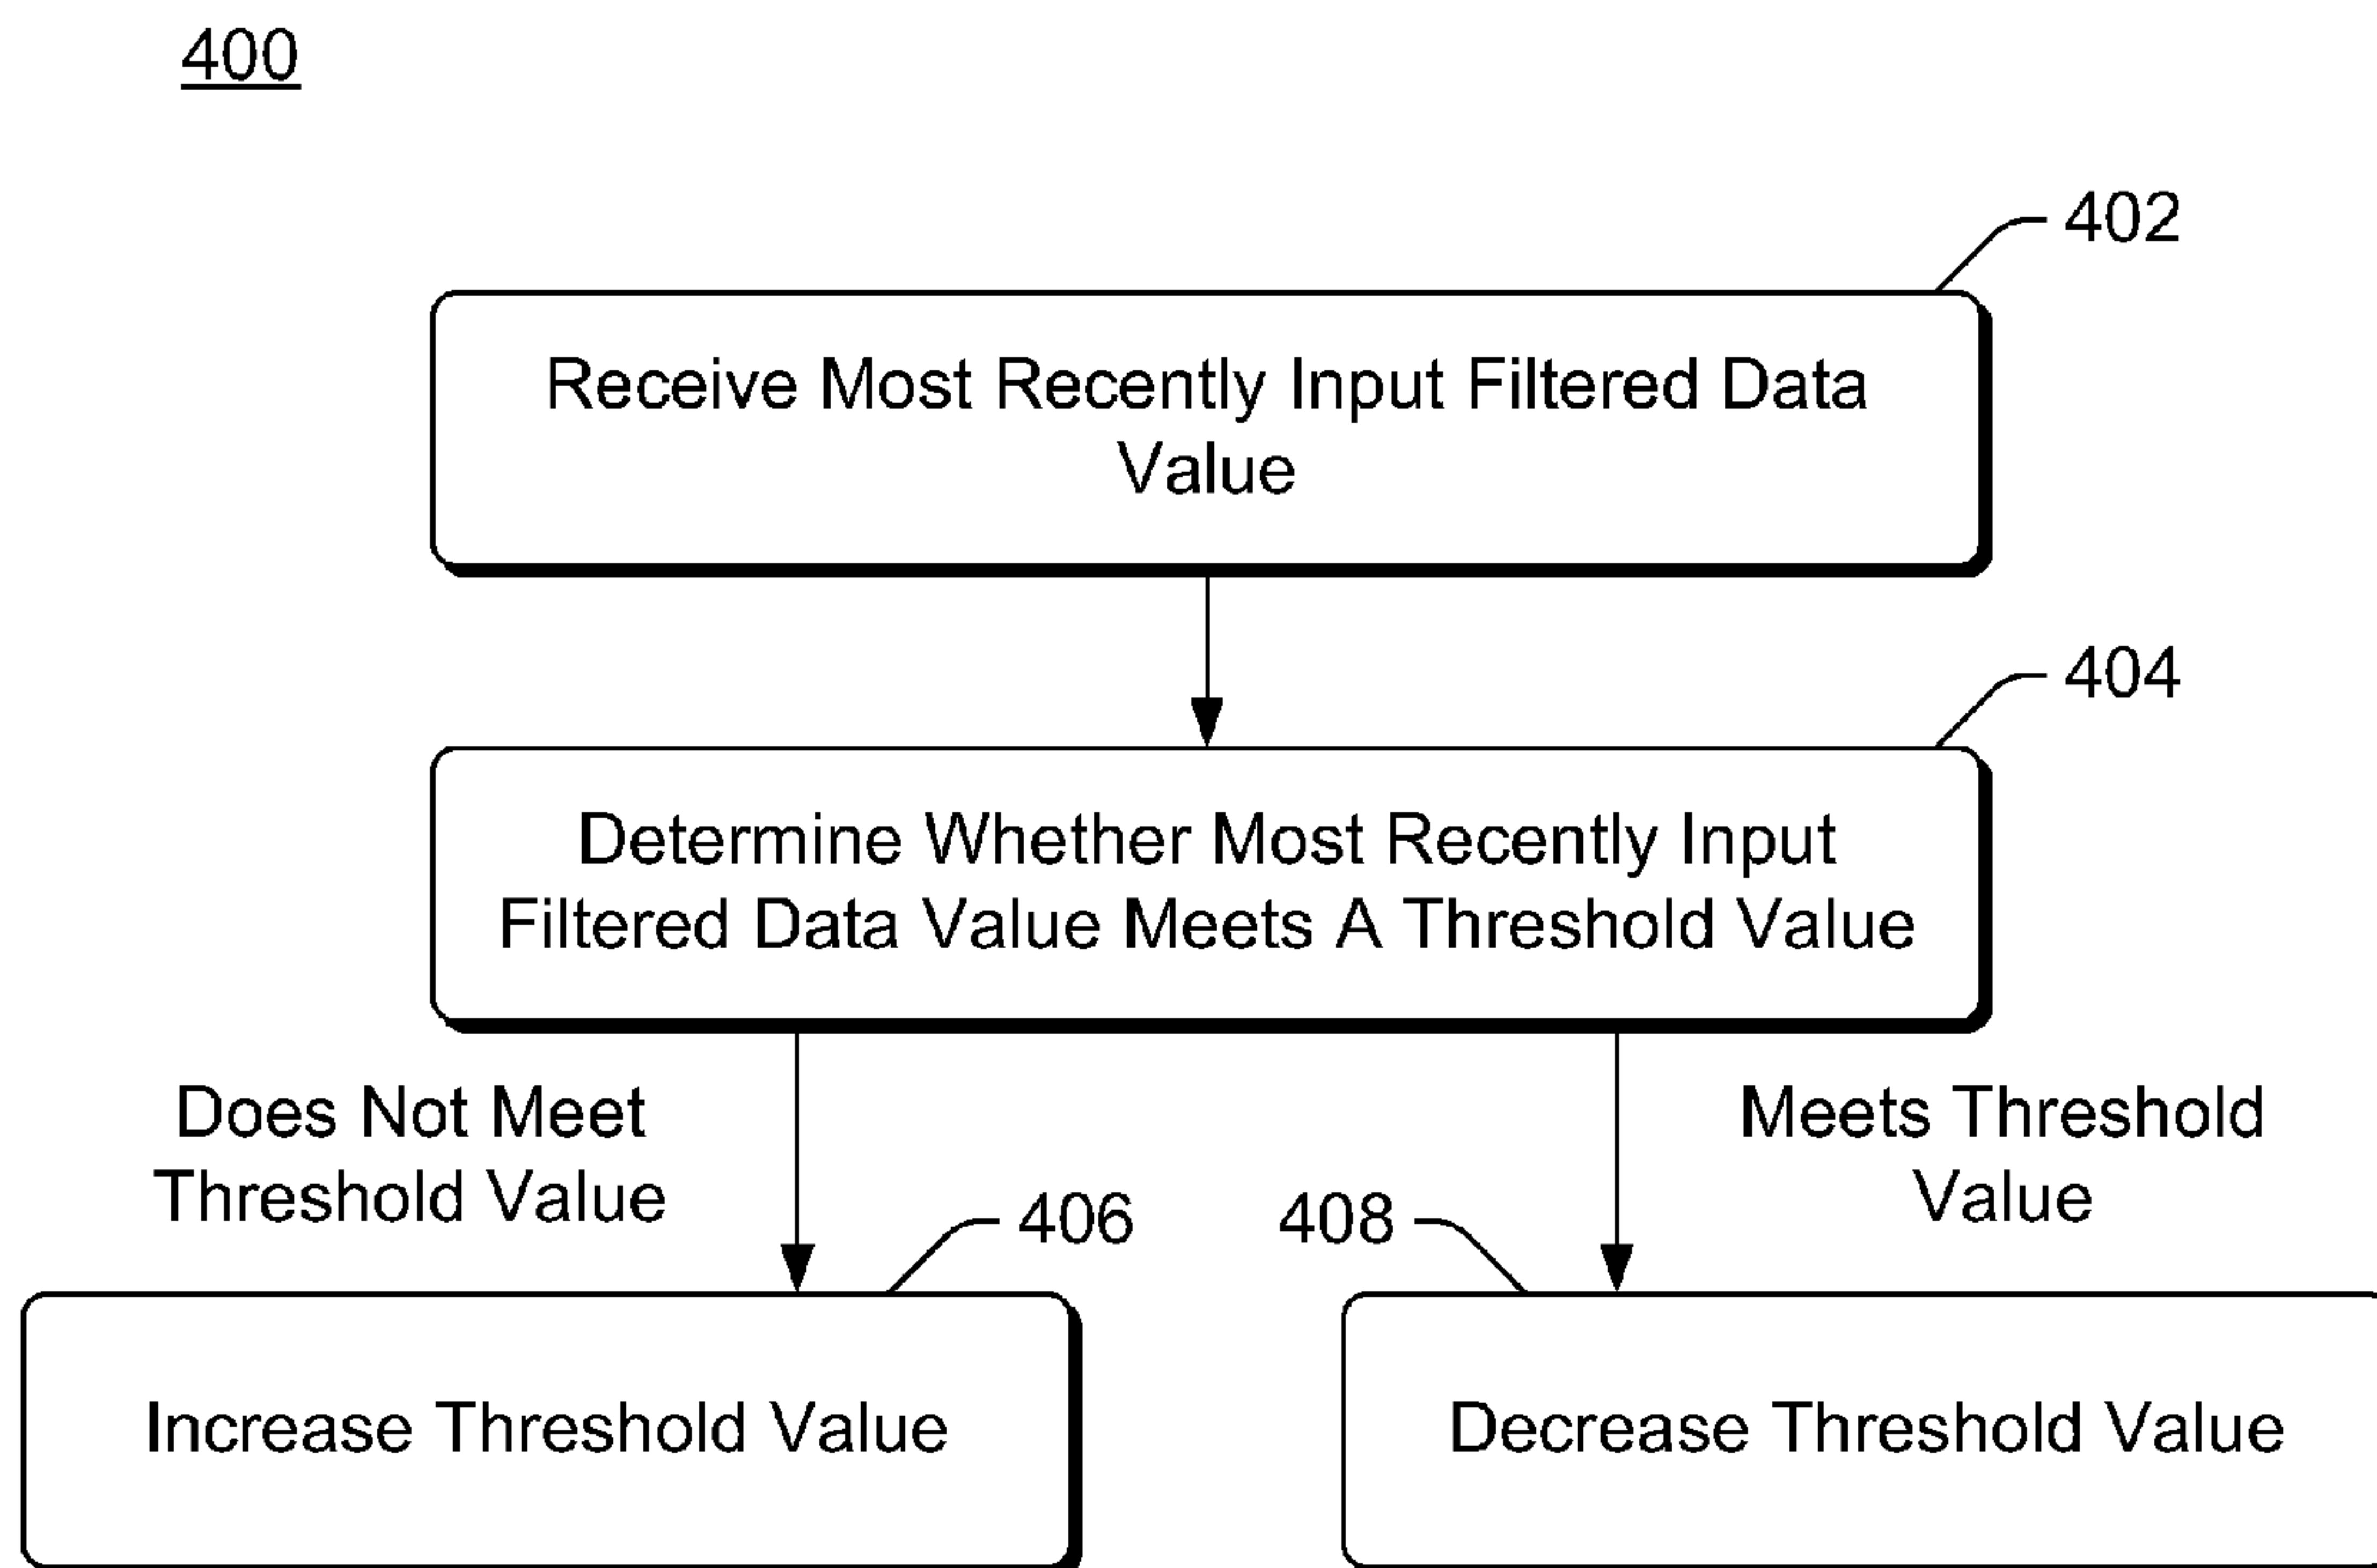 400
402
Receive Most Recently Input Filtered Data
Value
404
Determine Whether Most Recently Input
Filtered Data Value Meets A Threshold Value
Does Not Meet
Threshold Value
Meets Threshold
Value
406
408
Increase Threshold Value
Decrease Threshold Value